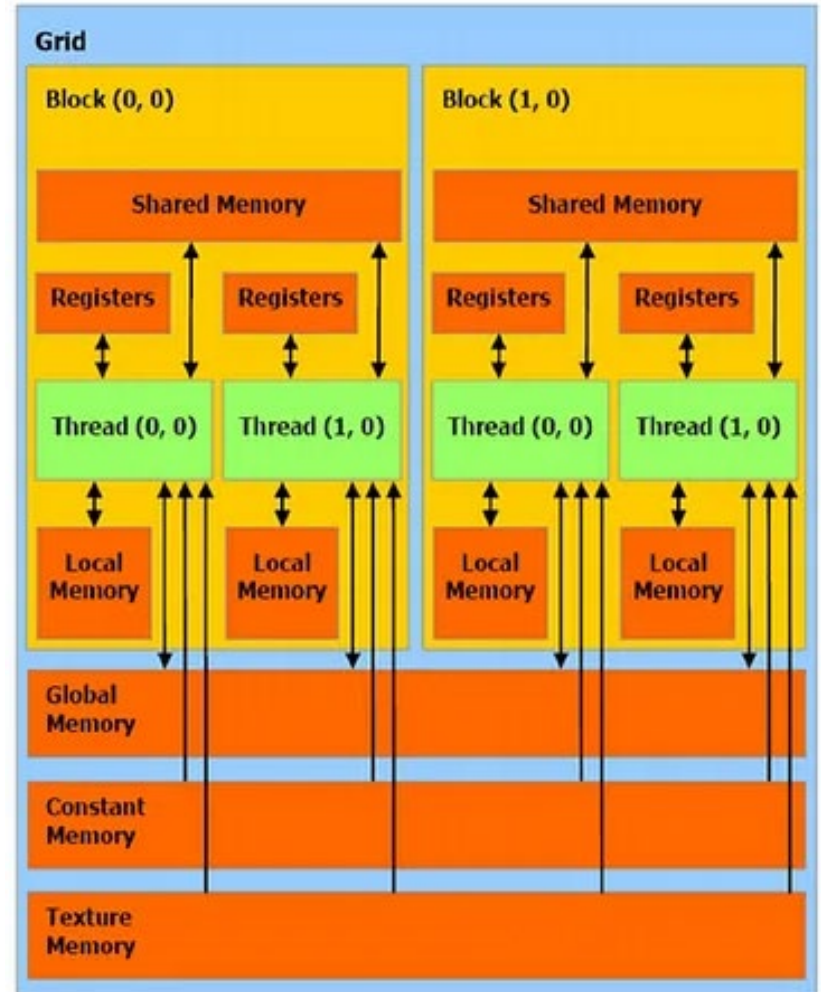 Grid
Block (0, 0)
Block (1, 0)
Shared Memory
Shared Memory
Registers
Registers
Registers
Registers
Thread (0, 0)
Thread (1, 0)
Thread (0, 0)
Thread (1, 0)
Local
Memory
Local
Memory
Local
Memory
Local
Memory
Global
Memory
Constant
Memory
Texture
Memory